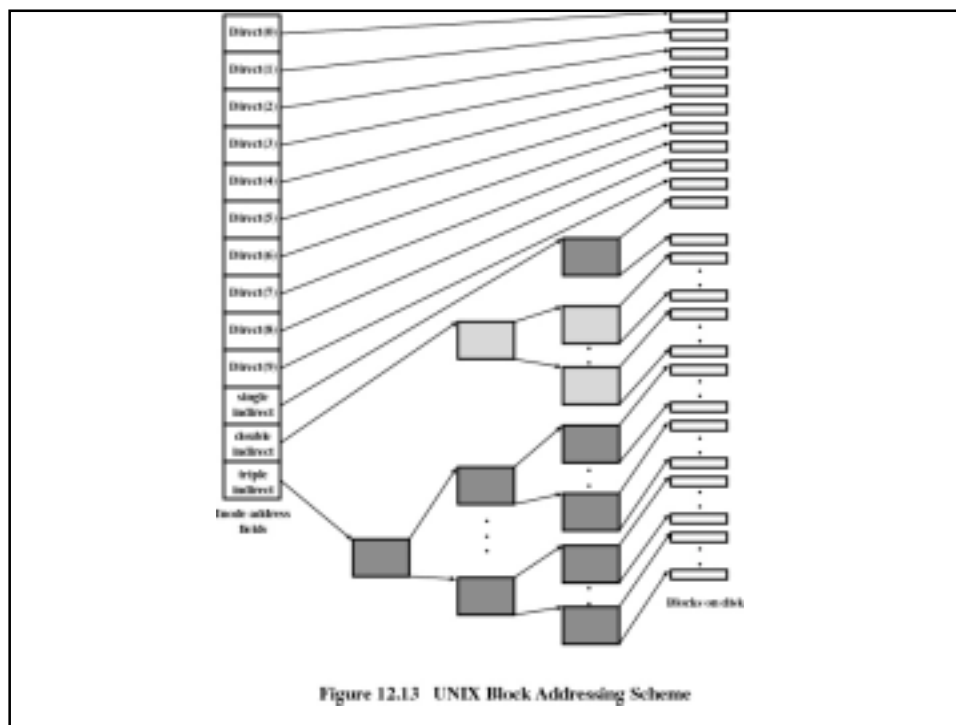 Direct(0)
Direct(1)
Direct(2)
Direct(3)
Direct(4)
Direct(5)
Direct(6)
Direct(7)
Direct(8)
Direct(9)
single
indirect
double
indirect
triple
indirect
Inode address
fields
Blocks on disk
Figure 12.13 UNIX Block Addressing Scheme